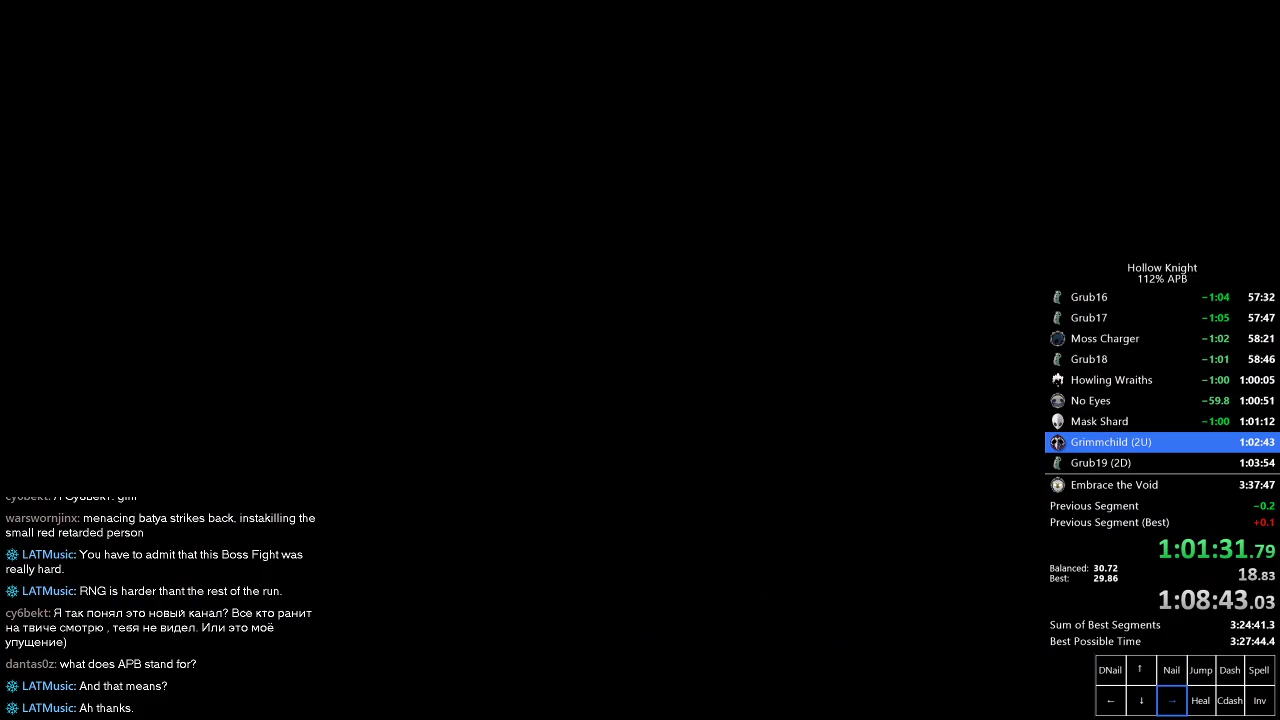 Hollow Knight
112% APB
Grub16 −1:04 57:32
Grub17 −1:05 57:47
Moss Charger −1:02 58:21
Grub18 −1:01 58:46
Howling Wraiths −1:00 1:00:05
No Eyes −59.8 1:00:51
Mask Shard −1:00 1:01:12
Grimmchild (2U) 1:02:43
Grub19 (2D) 1:03:54
Embrace the Void 3:37:47
Previous Segment −0.2
Previous Segment (Best) +0.1
1:01:31.79
Balanced: 30.72
Best: 29.86
18.83
1:08:43.03
Sum of Best Segments 3:24:41.3
Best Possible Time 3:27:44.4
DNail ↑ Nail Jump Dash Spell
← ↓ → Heal Cdash Inv
warswornjinx: menacing batya strikes back, instakilling the
small red retarded person
LATMusic: You have to admit that this Boss Fight was
really hard.
LATMusic: RNG is harder thant the rest of the run.
cy6bekt: Я так понял это новый канал? Все кто ранит
на твиче смотрю , тебя не видел. Или это моё
упущение)
dantas0z: what does APB stand for?
LATMusic: And that means?
LATMusic: Ah thanks.